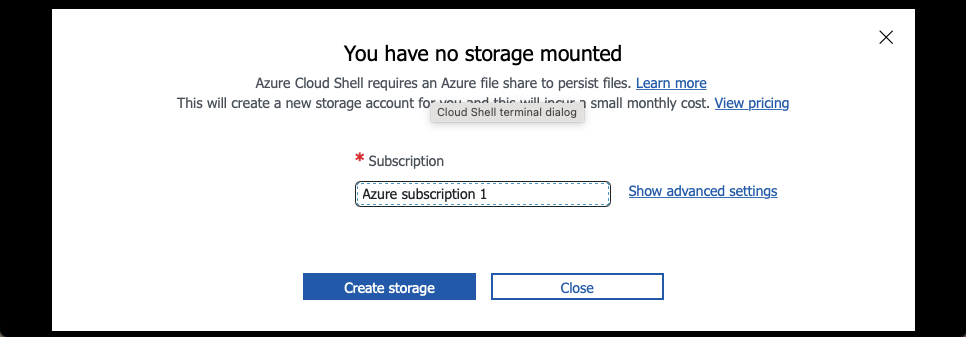 You have no storage mounted
Azure Cloud Shell requires an Azure file share to persist files. Learn more
This will create a new storage account for you and this will incur a small monthly cost. View pricing
Cloud Shell terminal dialog
* Subscription
Azure subscription 1
Show advanced settings
Create storage
Close